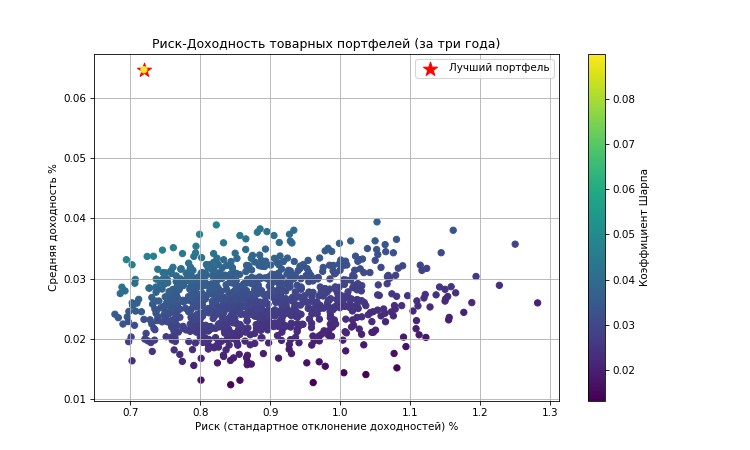 Риск-Доходность товарных портфелей (за три года)
Лучший портфель
Средняя доходность %
0.06
0.05
0.04
0.03
0.02
0.01
0.7 0.8 0.9 1.0 1.1 1.2 1.3
Риск (стандартное отклонение доходностей) %
0.08
0.07
0.06
0.05
0.04
0.03
0.02
Коэффициент Шарпа